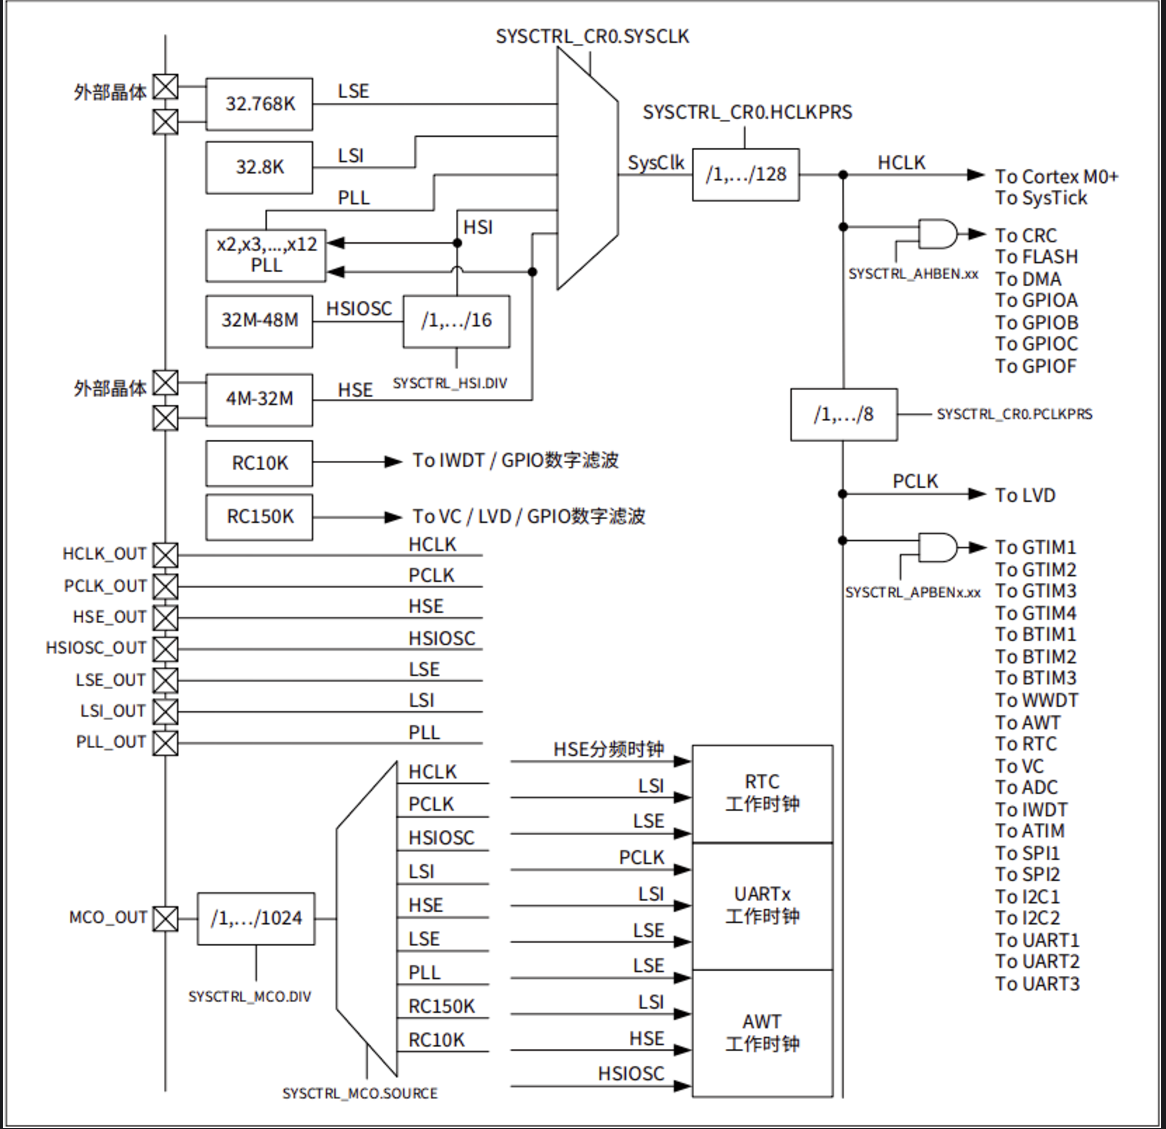 SYSCTRL_CR0.SYSCLK
外部晶体
32.768K
LSE
SYSCTRL_CR0.HCLKPRS
32.8K
LSI
SysClk
/1,.../128
HCLK
To Cortex M0+
To SysTick
PLL
x2,x3,...,x12
PLL
HSI
To CRC
To FLASH
To DMA
To GPIOA
To GPIOB
To GPIOC
To GPIOF
SYSCTRL_AHBEN.xx
32M-48M
HSIOSC
/1,.../16
SYSCTRL_HSI.DIV
外部晶体
4M-32M
HSE
/1,.../8
SYSCTRL_CR0.PCLKPRS
RC10K
To IWDT / GPIO数字滤波
RC150K
To VC / LVD / GPIO数字滤波
PCLK
To LVD
HCLK_OUT
HCLK
PCLK_OUT
PCLK
HSE_OUT
HSE
HSIOSC_OUT
HSIOSC
LSE_OUT
LSE
LSI_OUT
LSI
PLL_OUT
PLL
SYSCTRL_APBENx.xx
To GTIM1
To GTIM2
To GTIM3
To GTIM4
To BTIM1
To BTIM2
To BTIM3
To WWDT
To AWT
To RTC
To VC
To ADC
To IWDT
To ATIM
To SPI1
To SPI2
To I2C1
To I2C2
To UART1
To UART2
To UART3
MCO_OUT
/1,.../1024
SYSCTRL_MCO.DIV
HCLK
PCLK
HSIOSC
LSI
HSE
LSE
PLL
RC150K
RC10K
SYSCTRL_MCO.SOURCE
HSE分频时钟
LSI
LSE
RTC
工作时钟
PCLK
LSI
LSE
UARTx
工作时钟
LSE
LSI
HSE
HSIOSC
AWT
工作时钟